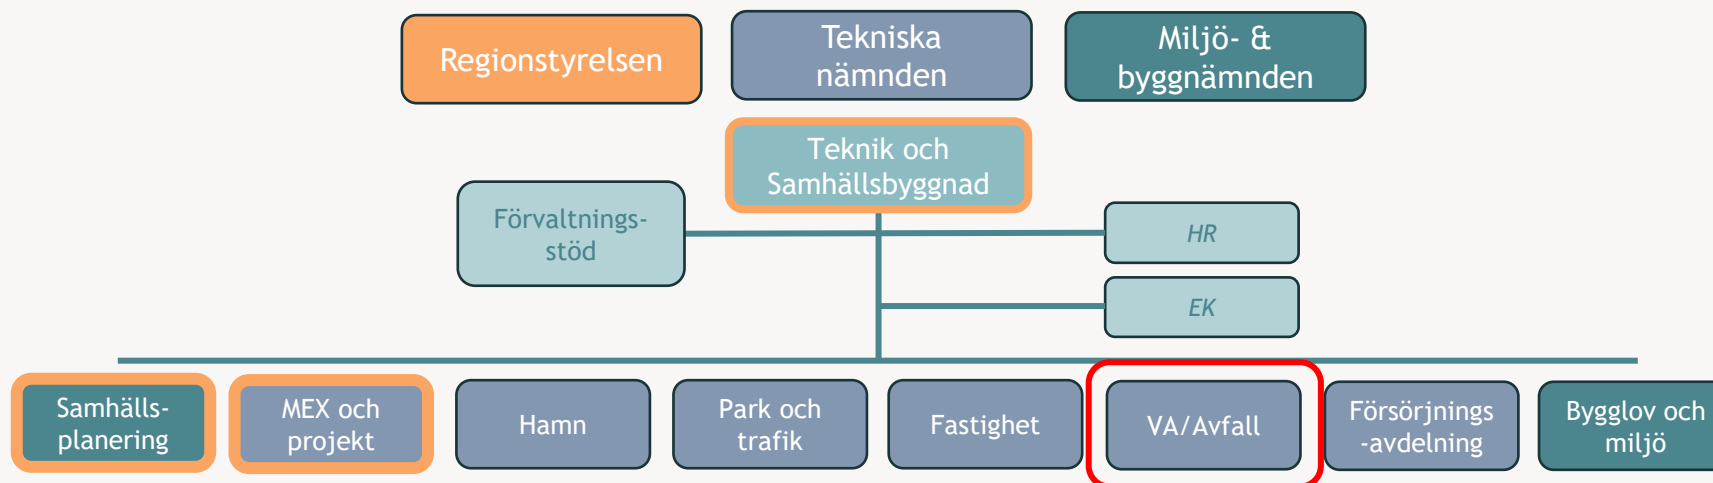 Regionstyrelsen
Tekniska
nämnden
Miljö- &
byggnämnden
Teknik och
Samhällsbyggnad
Förvaltnings-
stöd
HR
EK
Samhälls-
planering
MEX och
projekt
Hamn
Park och
trafik
Fastighet
VA/Avfall
Försörjnings
-avdelning
Bygglov och
miljö